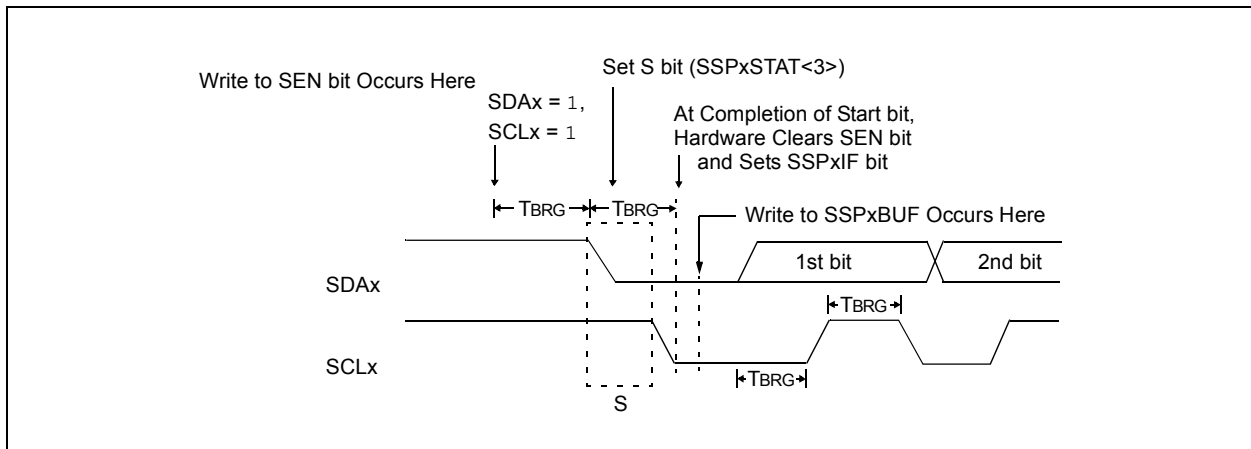 Write to SEN bit Occurs Here
SDAx = 1,
SCLx = 1
Set S bit (SSPxSTAT<3>)
At Completion of Start bit,
Hardware Clears SEN bit
and Sets SSPxIF bit
TBRG
TBRG
Write to SSPxBUF Occurs Here
SDAx
1st bit
2nd bit
TBRG
SCLx
TBRG
S